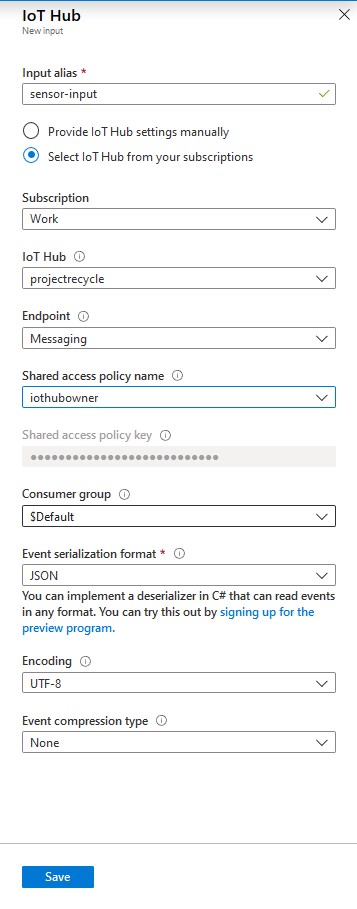 IoT Hub
New input
Input alias *
sensor-input
Provide IoT Hub settings manually
Select IoT Hub from your subscriptions
Subscription
Work
IoT Hub
projectrecycle
Endpoint
Messaging
Shared access policy name
iothubowner
Shared access policy key
••••••••••••••••••••••••••••
Consumer group
$Default
Event serialization format *
JSON
You can implement a deserializer in C# that can read events
in any format. You can try this out by signing up for the
preview program.
Encoding
UTF-8
Event compression type
None
Save